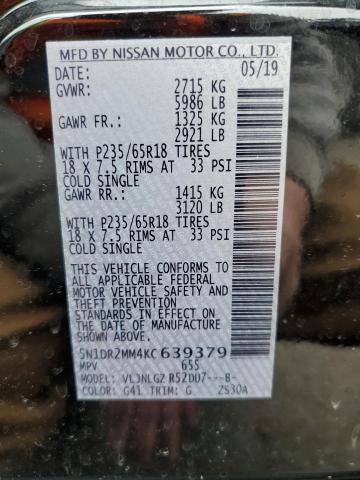 MFD BY NISSAN MOTOR CO., LTD.
DATE: 05/19
GVWR: 2715 KG
5986 LB
GAWR FR.: 1325 KG
2921 LB
WITH P235/65R18 TIRES
18 X 7.5 RIMS AT 33 PSI
COLD SINGLE
GAWR RR.: 1415 KG
3120 LB
WITH P235/65R18 TIRES
18 X 7.5 RIMS AT 33 PSI
COLD SINGLE
THIS VEHICLE CONFORMS TO
ALL APPLICABLE FEDERAL
MOTOR VEHICLE SAFETY AND
THEFT PREVENTION
STANDARDS IN EFFECT ON
THE DATE OF MANUFACTURE
SHOWN ABOVE.
5N1DR2MM4KC639379
MPV 655
MODEL: VLJNLGZ R52DU7---B-
COLOR: G41 TRIM: G ZS30A